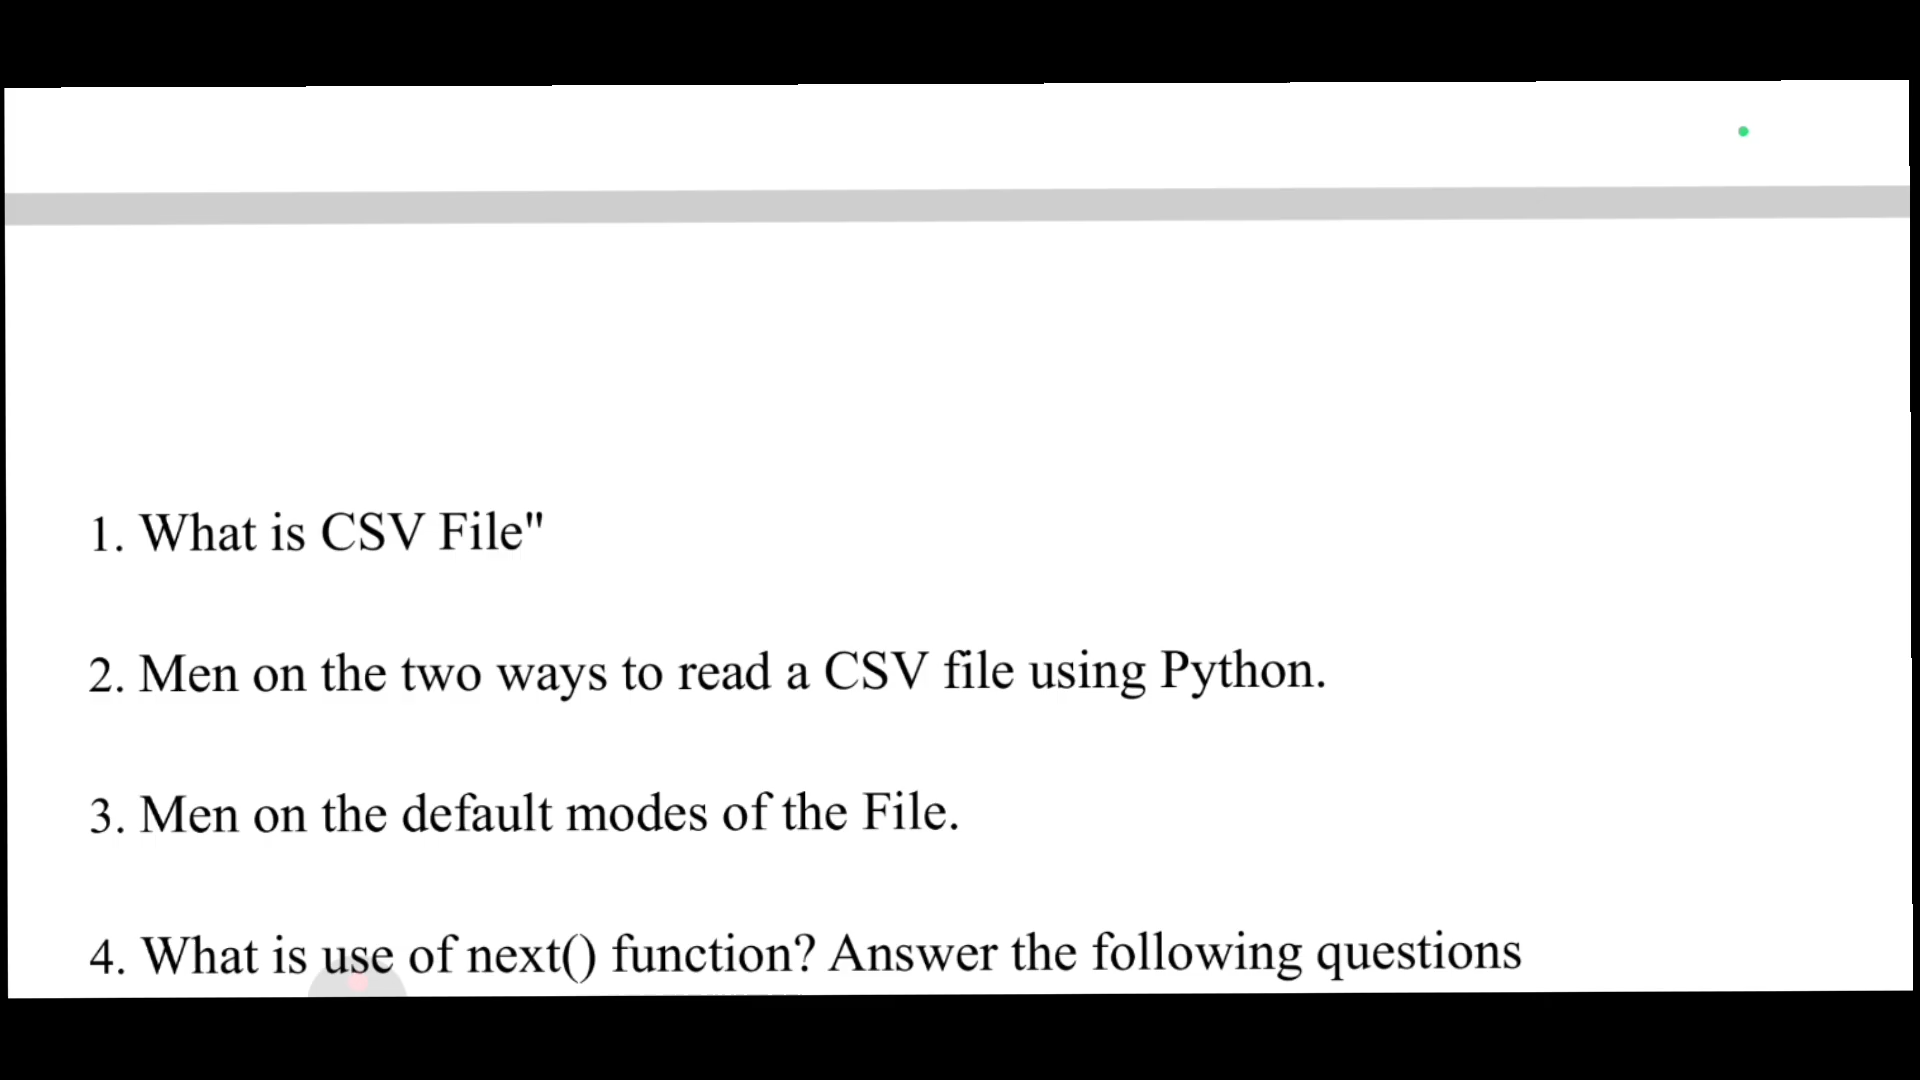 1. What is CSV File"
2. Men on the two ways to read a CSV file using Python.
3. Men on the default modes of the File.
4. What is use of next() function? Answer the following questions